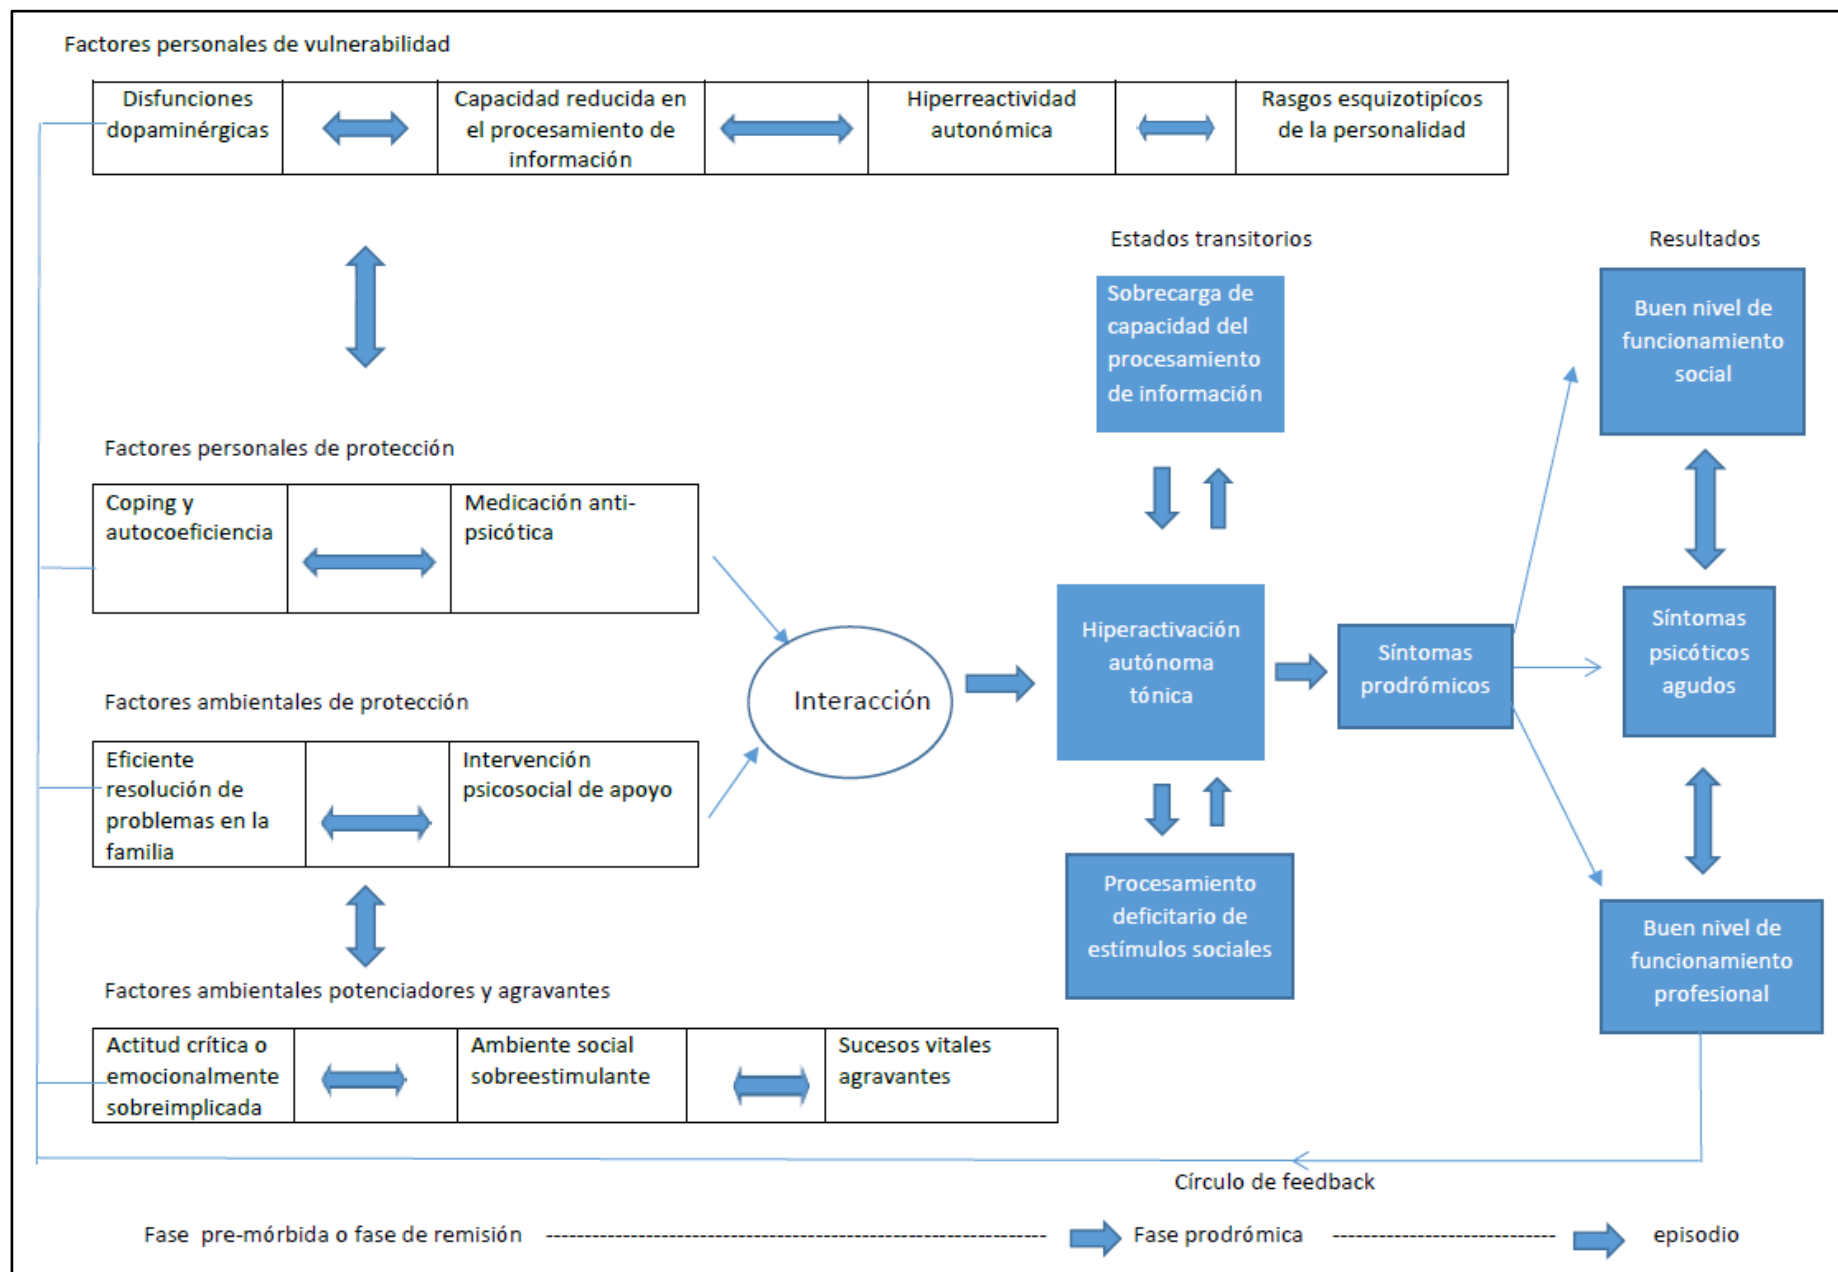 Factores personales de vulnerabilidad
Disfunciones
dopaminérgicas
Capacidad reducida en
el procesamiento de
información
Hiperreactividad
autonómica
Rasgos esquizotipícos
de la personalidad
Estados transitorios
Resultados
Sobrecarga de
capacidad del
procesamiento
de información
Buen nivel de
funcionamiento
social
Factores personales de protección
Coping y
autocoeficiencia
Medicación anti-
psicótica
Interacción
Hiperactivación
autónoma
tónica
Síntomas
prodrómicos
Síntomas
psicóticos
agudos
Factores ambientales de protección
Eficiente
resolución de
problemas en la
familia
Intervención
psicosocial de apoyo
Procesamiento
deficitario de
estímulos sociales
Buen nivel de
funcionamiento
profesional
Factores ambientales potenciadores y agravantes
Actitud crítica o
emocionalmente
sobreimplicada
Ambiente social
sobreestimulante
Sucesos vitales
agravantes
Círculo de feedback
Fase pre-mórbida o fase de remisión
Fase prodrómica
episodio